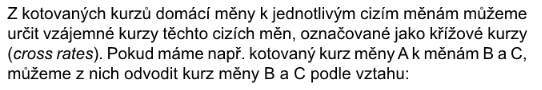 Z kotovaných kurzů domácí měny k jednotlivým cizím měnám můžeme
určit vzájemné kurzy těchto cizích měn, označované jako křížové kurzy
(cross rates). Pokud máme např. kotovaný kurz měny A k měnám B a C,
můžeme z nich odvodit kurz měny B a C podle vztahu: